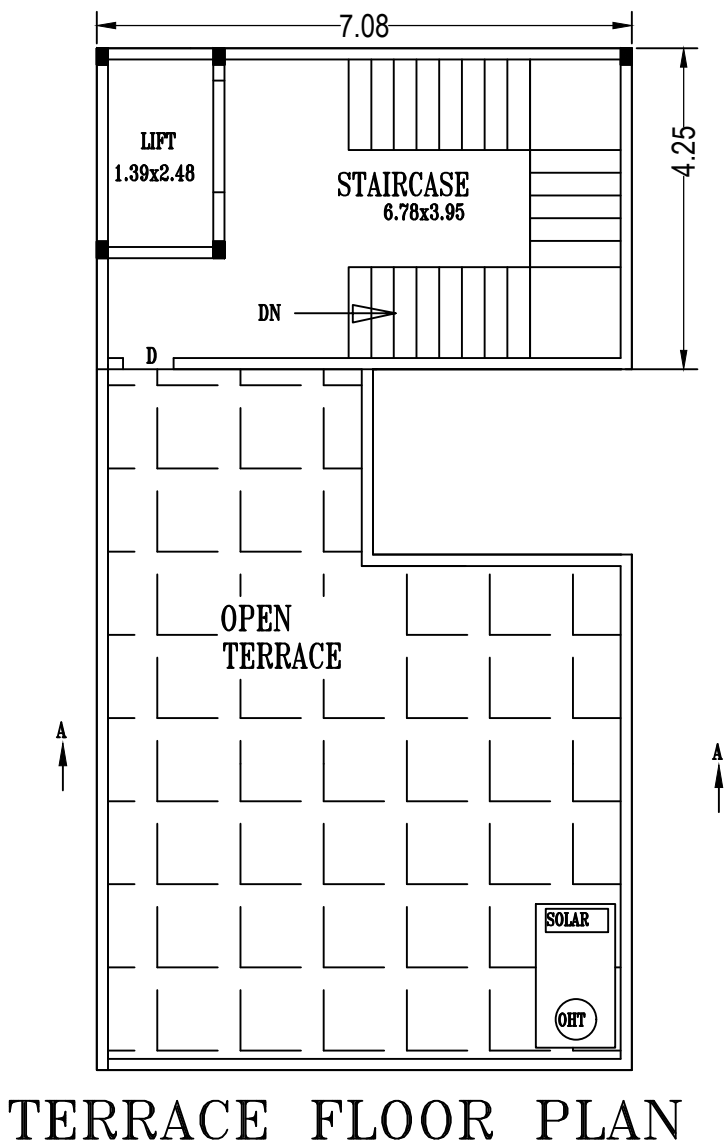 7.08
LIFT
1.39x2.48
STAIRCASE
6.78x3.95
4.25
DN
D
OPEN
TERRACE
A
A
SOLAR
OHT
TERRACE FLOOR PLAN